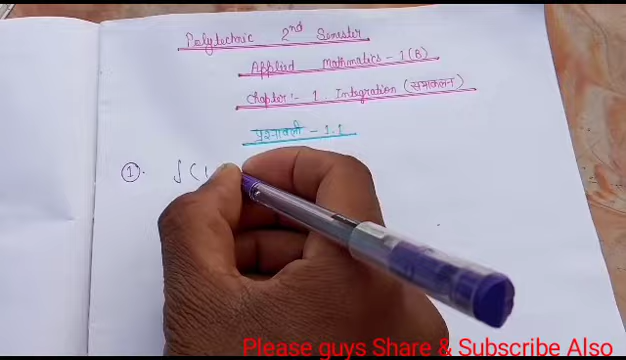 Polytechnic 2nd Semester
Applied Mathematics - 1(B)
Chapter :- 1 Integration (समाकलन)
प्रश्नावली - 1.1
①. ∫ (
Please guys Share & Subscribe Also